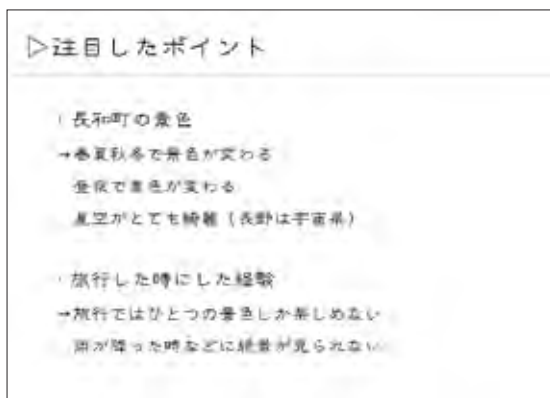 ▷注目したポイント
・長和町の景色
→春夏秋冬で景色が変わる
昼夜で景色が変わる
星空がとても綺麗（長野は宇宙県）
・旅行した時にした経験
→旅行ではひとつの景色しか楽しめない
雨が降った時などに絶景が見られない